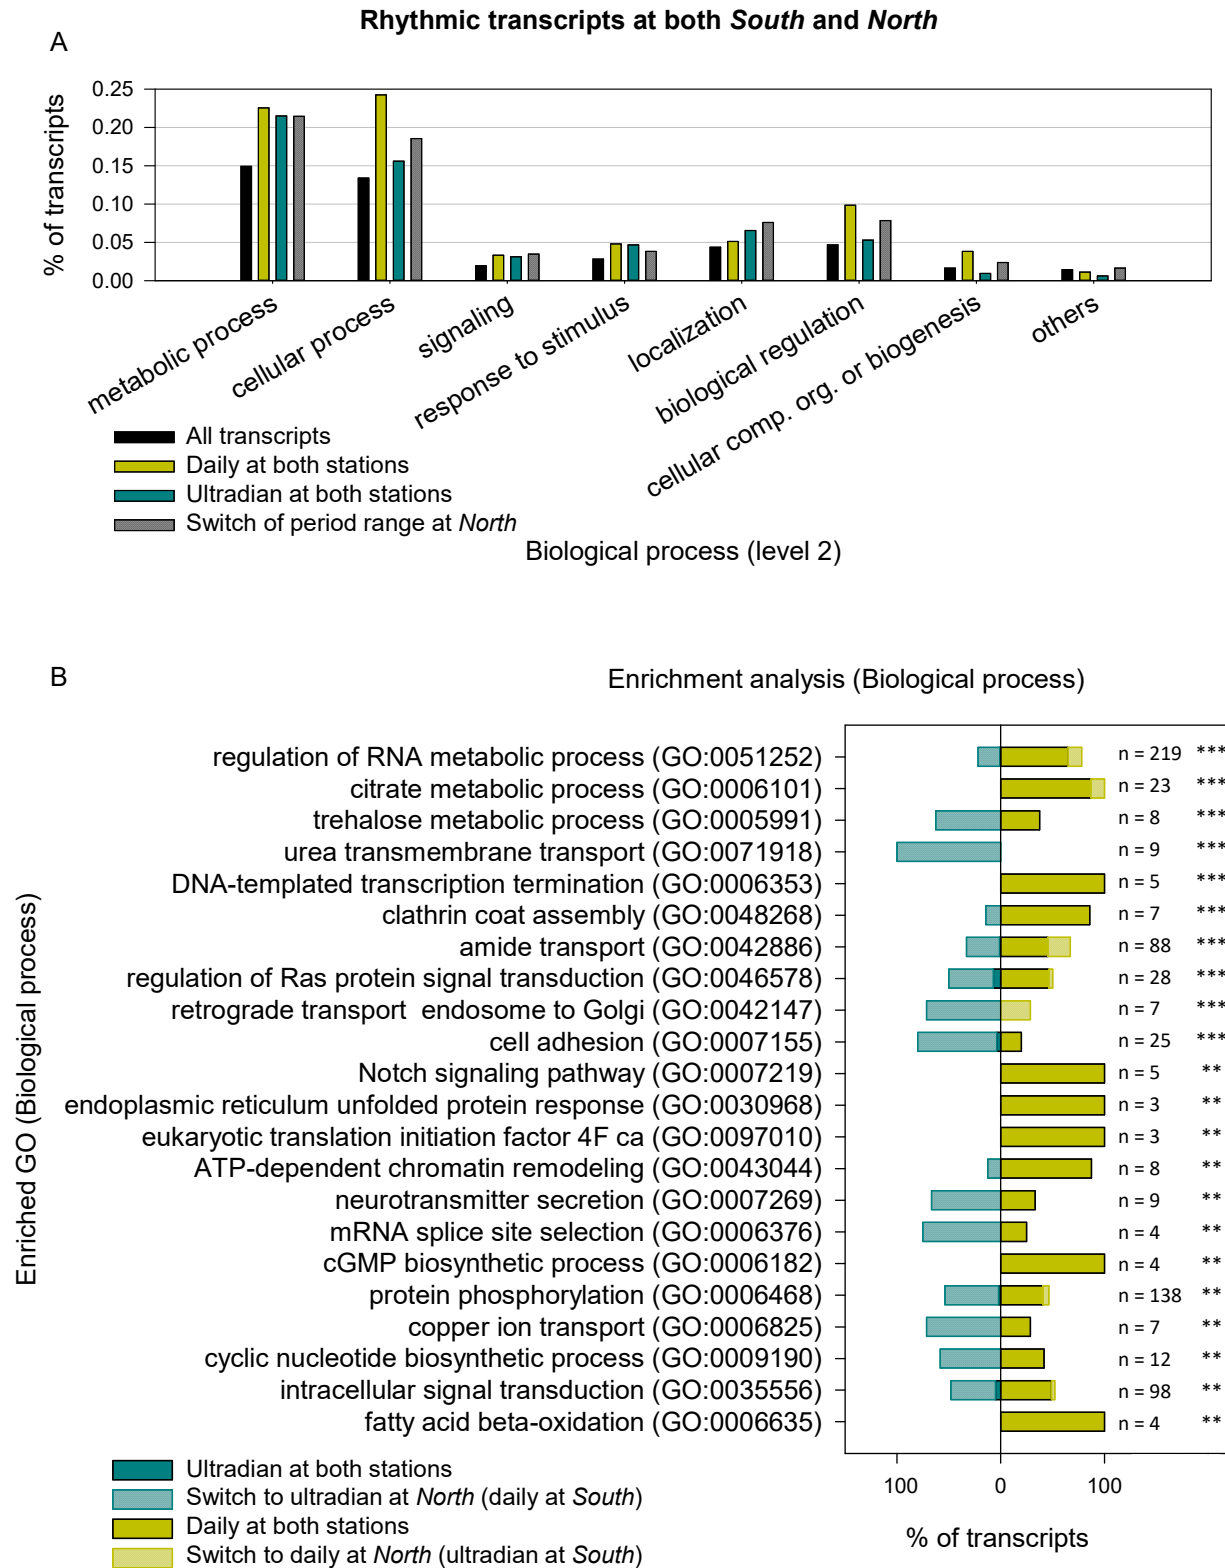 Rhythmic transcripts at both South and North
A
% of transcripts
0.25
0.20
0.15
0.10
0.05
0.00
metabolic process
cellular process
signaling
response to stimulus
localization
biological regulation
cellular comp. org. or biogenesis
others
All transcripts
Daily at both stations
Ultradian at both stations
Switch of period range at North
Biological process (level 2)
B
Enrichment analysis (Biological process)
Enriched GO (Biological process)
regulation of RNA metabolic process (GO:0051252) n = 219 ***
citrate metabolic process (GO:0006101) n = 23 ***
trehalose metabolic process (GO:0005991) n = 8 ***
urea transmembrane transport (GO:0071918) n = 9 ***
DNA-templated transcription termination (GO:0006353) n = 5 ***
clathrin coat assembly (GO:0048268) n = 7 ***
amide transport (GO:0042886) n = 88 ***
regulation of Ras protein signal transduction (GO:0046578) n = 28 ***
retrograde transport endosome to Golgi (GO:0042147) n = 7 ***
cell adhesion (GO:0007155) n = 25 ***
Notch signaling pathway (GO:0007219) n = 5 **
endoplasmic reticulum unfolded protein response (GO:0030968) n = 3 **
eukaryotic translation initiation factor 4F ca (GO:0097010) n = 3 **
ATP-dependent chromatin remodeling (GO:0043044) n = 8 **
neurotransmitter secretion (GO:0007269) n = 9 **
mRNA splice site selection (GO:0006376) n = 4 **
cGMP biosynthetic process (GO:0006182) n = 4 **
protein phosphorylation (GO:0006468) n = 138 **
copper ion transport (GO:0006825) n = 7 **
cyclic nucleotide biosynthetic process (GO:0009190) n = 12 **
intracellular signal transduction (GO:0035556) n = 98 **
fatty acid beta-oxidation (GO:0006635) n = 4 **
100 0 100
% of transcripts
Ultradian at both stations
Switch to ultradian at North (daily at South)
Daily at both stations
Switch to daily at North (ultradian at South)